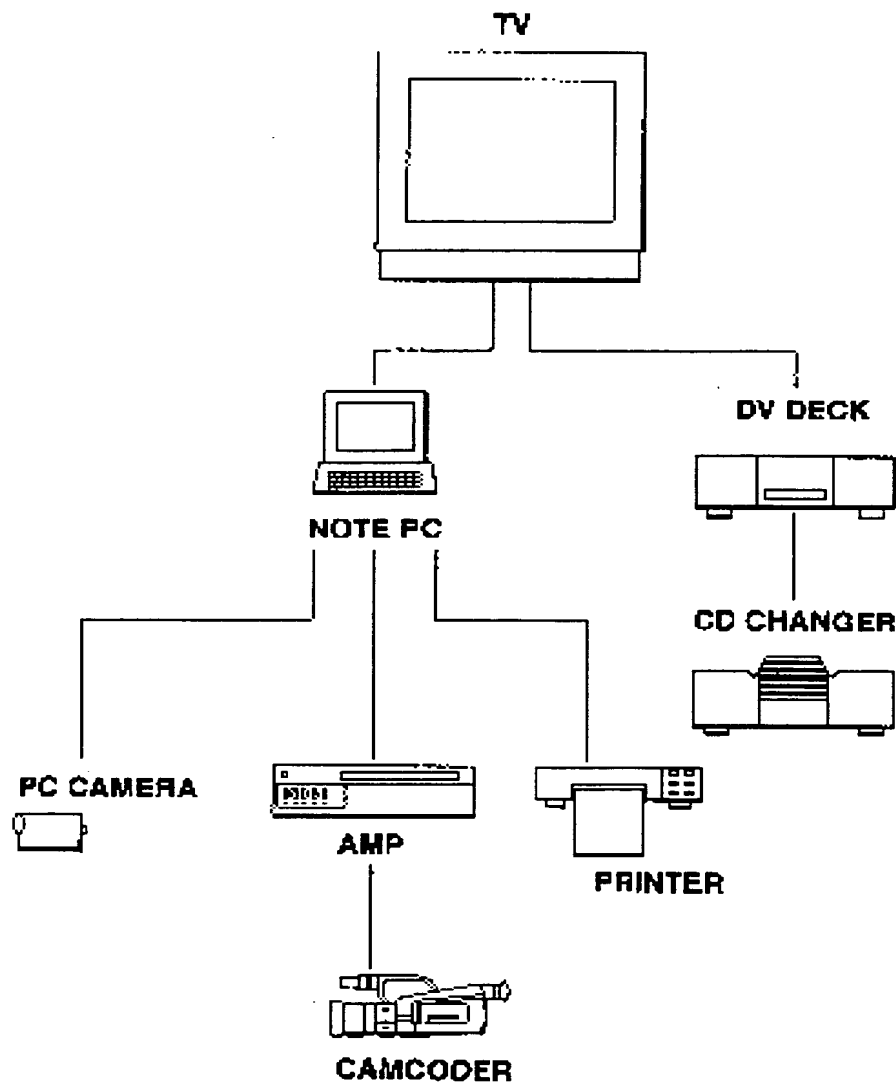 TV
DV DECK
NOTE PC
CD CHANGER
PC CAMERA
AMP
PRINTER
CAMCODER